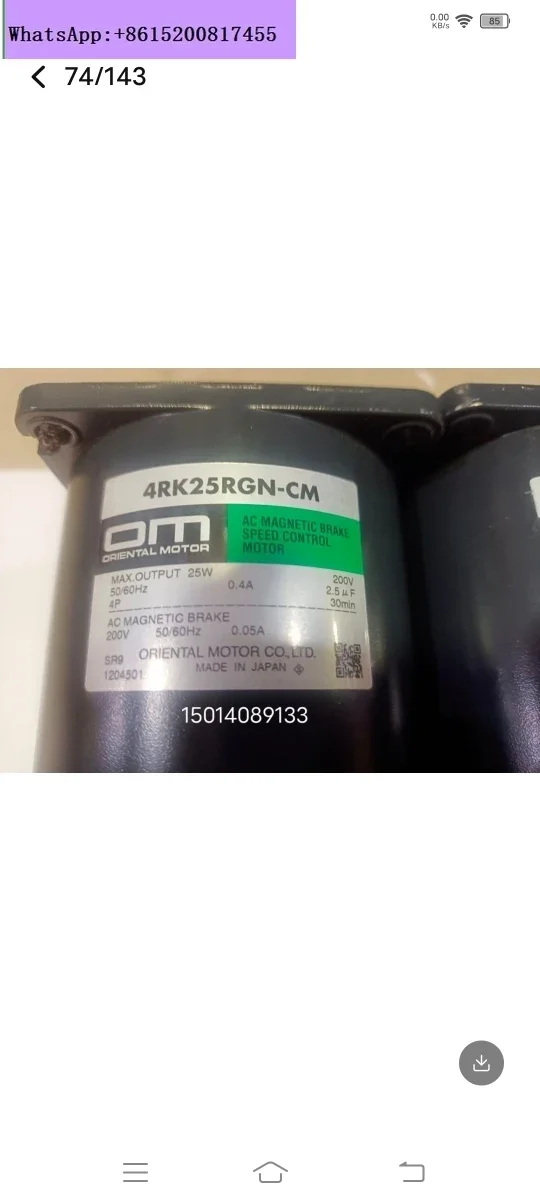 WhatsApp:+8615200817455
0.00
KB/s
85
74/143
4RK25RGN-CM
om
ORIENTAL MOTOR
AC MAGNETIC BRAKE
SPEED CONTROL
MOTOR
MAX.OUTPUT 25W
200V
50/60Hz 0.4A 2.5μF
4P 30min
AC MAGNETIC BRAKE
200V 50/60Hz 0.05A
SR9 ORIENTAL MOTOR CO.,LTD.
1204501 MADE IN JAPAN
15014089133